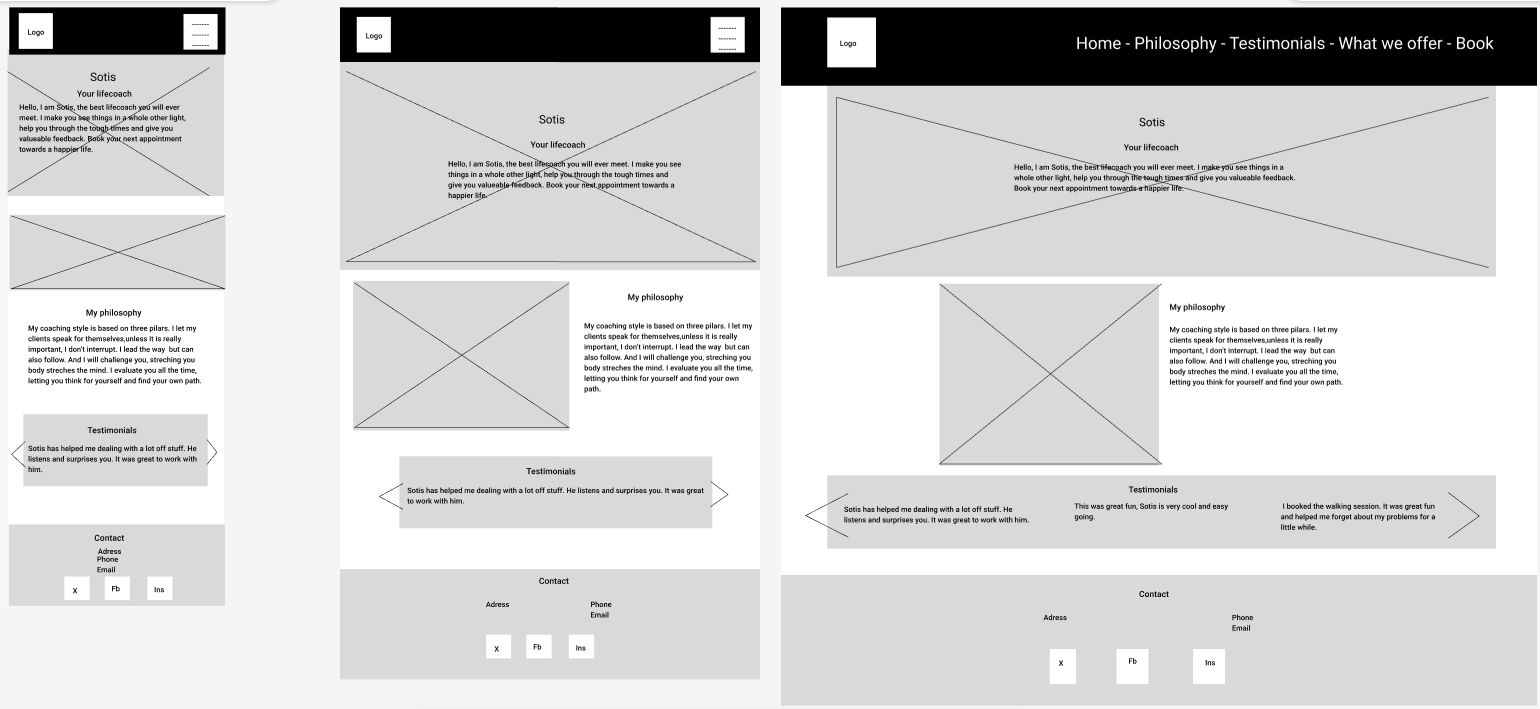 Logo
-------
-------
-------
Sotis
Your lifecoach
Hello, I am Sotis, the best lifecoach you will ever
meet. I make you see things in a whole other light,
help you through the tough times and give you
valueable feedback. Book your next appointment
towards a happier life.
My philosophy
My coaching style is based on three pilars. I let my
clients speak for themselves,unless it is really
important, I don't interrupt. I lead the way  but can
also follow. And I will challenge you, streching you
body streches the mind. I evaluate you all the time,
letting you think for yourself and find your own path.
Testimonials
Sotis has helped me dealing with a lot off stuff. He
listens and surprises you. It was great to work with
him.
Contact
Adress
Phone
Email
X
Fb
Ins
Logo
-------
-------
-------
Sotis
Your lifecoach
Hello, I am Sotis, the best lifecoach you will ever meet. I make you see
things in a whole other light, help you through the tough times and
give you valueable feedback. Book your next appointment towards a
happier life.
My philosophy
My coaching style is based on three pilars. I let my
clients speak for themselves,unless it is really
important, I don't interrupt. I lead the way  but can
also follow. And I will challenge you, streching you
body streches the mind. I evaluate you all the time,
letting you think for yourself and find your own
path.
Testimonials
Sotis has helped me dealing with a lot off stuff. He listens and surprises you. It was great
to work with him.
Contact
Adress
Phone
Email
X
Fb
Ins
Logo
Home - Philosophy - Testimonials - What we offer - Book
Sotis
Your lifecoach
Hello, I am Sotis, the best lifecoach you will ever meet. I make you see things in a
whole other light, help you through the tough times and give you valueable feedback.
Book your next appointment towards a happier life.
My philosophy
My coaching style is based on three pilars. I let my
clients speak for themselves,unless it is really
important, I don't interrupt. I lead the way  but can
also follow. And I will challenge you, streching you
body streches the mind. I evaluate you all the time,
letting you think for yourself and find your own path.
Testimonials
Sotis has helped me dealing with a lot off stuff. He
listens and surprises you. It was great to work with him.
This was great fun, Sotis is very cool and easy
going.
I booked the walking session. It was great fun
and helped me forget about my problems for a
little while.
Contact
Adress
Phone
Email
X
Fb
Ins